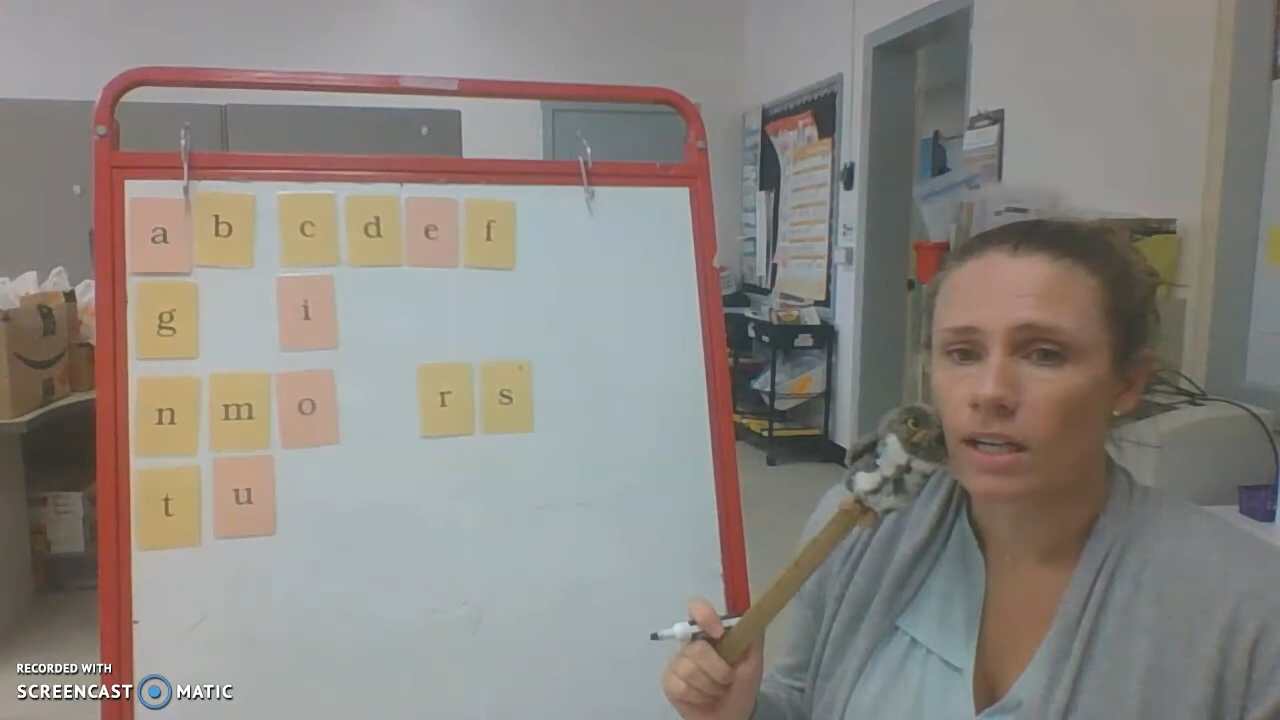 a b c d e f
g i
n m o r s
t u
RECORDED WITH
SCREENCAST MATIC